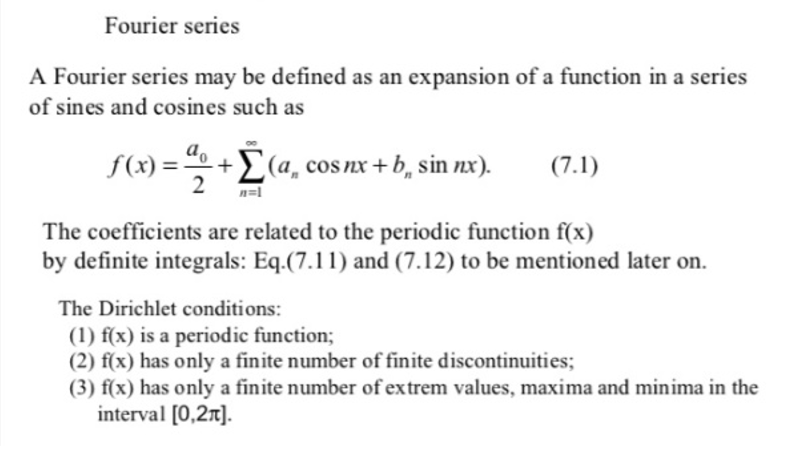 Fourier series
A Fourier series may be defined as an expansion of a function in a series
of sines and cosines such as
f(x) = a₀/2 + ∑_{n=1}^{∞} (aₙ cos nx + bₙ sin nx).   (7.1)
The coefficients are related to the periodic function f(x)
by definite integrals: Eq.(7.11) and (7.12) to be mentioned later on.
The Dirichlet conditions:
(1) f(x) is a periodic function;
(2) f(x) has only a finite number of finite discontinuities;
(3) f(x) has only a finite number of extrem values, maxima and minima in the
interval [0,2π].